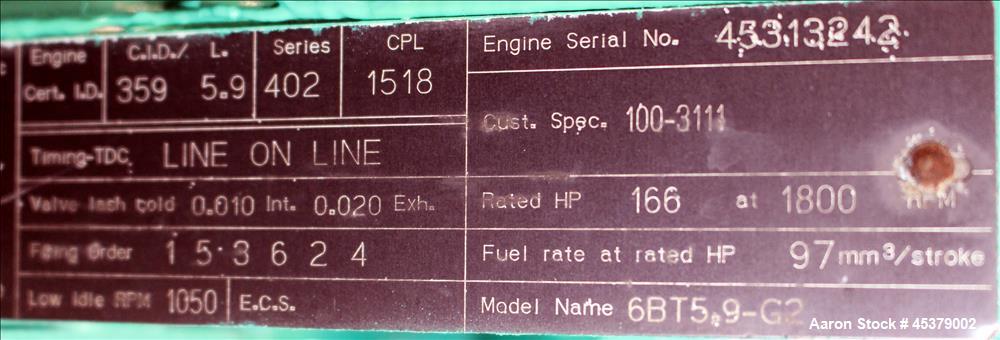 Engine C.I.D./ L. Series CPL
Cert. I.D. 359 5.9 402 1518
Timing-TDC. LINE ON LINE
Valve lash cold 0.010 Int. 0.020 Exh.
Firing Order 1 5 3 6 2 4
Low Idle RPM 1050 E.C.S.
Engine Serial No. 45313243
Cust. Spec. 100-3111
Rated HP 166 at 1800 RPM
Fuel rate at rated HP 97 mm³/stroke
Model Name 6BT5.9-G2
Aaron Stock # 45379002